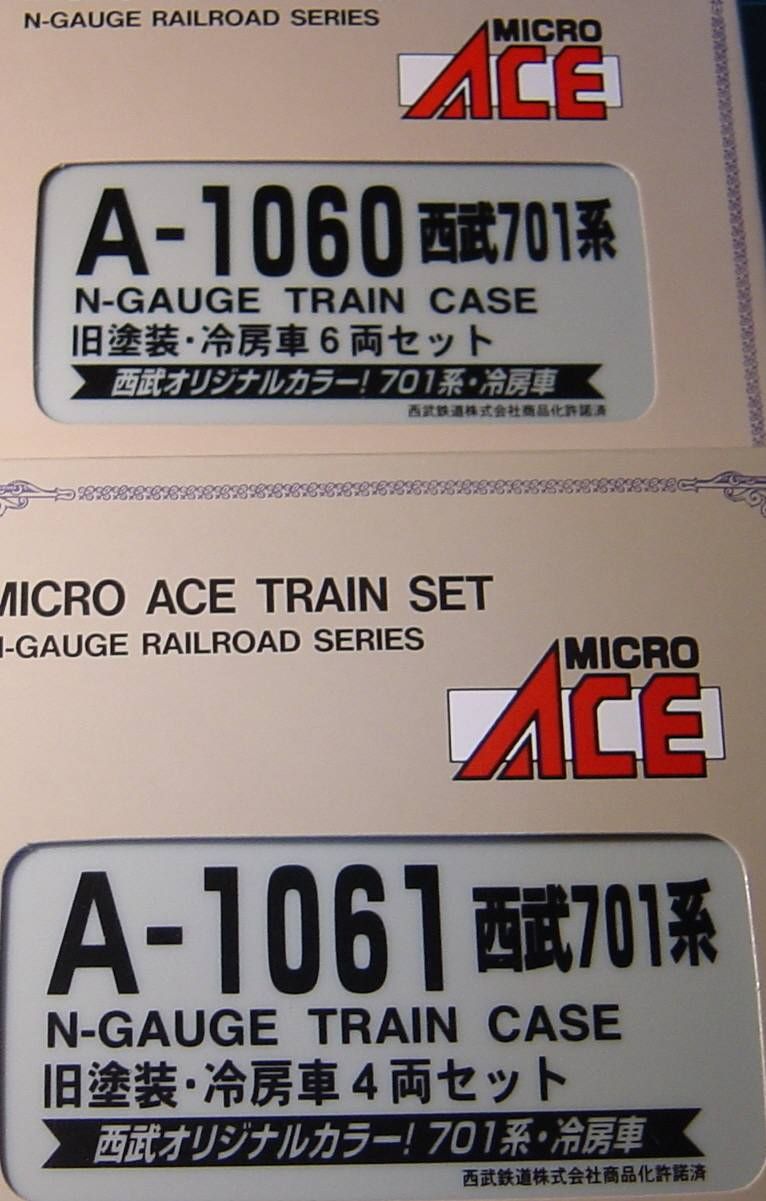 N-GAUGE RAILROAD SERIES
MICRO
ACE
A-1060 西武701系
N-GAUGE TRAIN CASE
旧塗装・冷房車6両セット
西武オリジナルカラー! 701系・冷房車
西武鉄道株式会社商品化許諾済
MICRO ACE TRAIN SET
-GAUGE RAILROAD SERIES
MICRO
ACE
A-1061 西武701系
N-GAUGE TRAIN CASE
旧塗装・冷房車4両セット
西武オリジナルカラー! 701系・冷房車
西武鉄道株式会社商品化許諾済